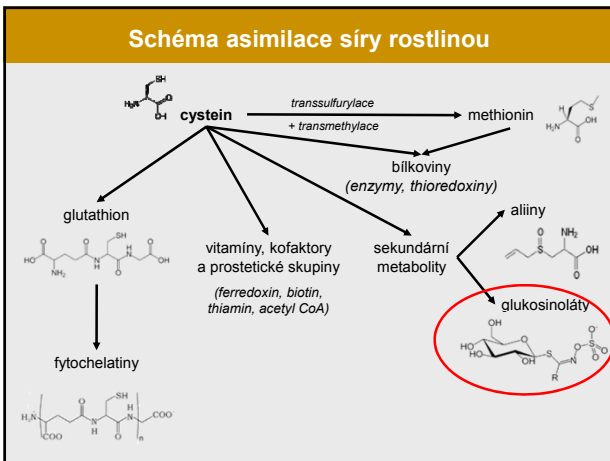 Schéma asimilace síry rostlinou
SH
H₂N
O
OH
cystein
transsulfurylace
+ transmethylace
methionin
S
H
H₂N
O
OH
bílkoviny
(enzymy, thioredoxiny)
glutathion
SH
HO
O
NH₂
O
N
H
H
N
O
O
OH
vitamíny, kofaktory
a prostetické skupiny
(ferredoxin, biotin,
thiamin, acetyl CoA)
sekundární
metabolity
aliiny
O
S
NH₂
O
OH
glukosinoláty
OH
HO
HO
OH
O
S
N
R
O
S
O
O
O⁻
fytochelatiny
SH
H₃N
COO
O
N
H
H
N
O
COO
n